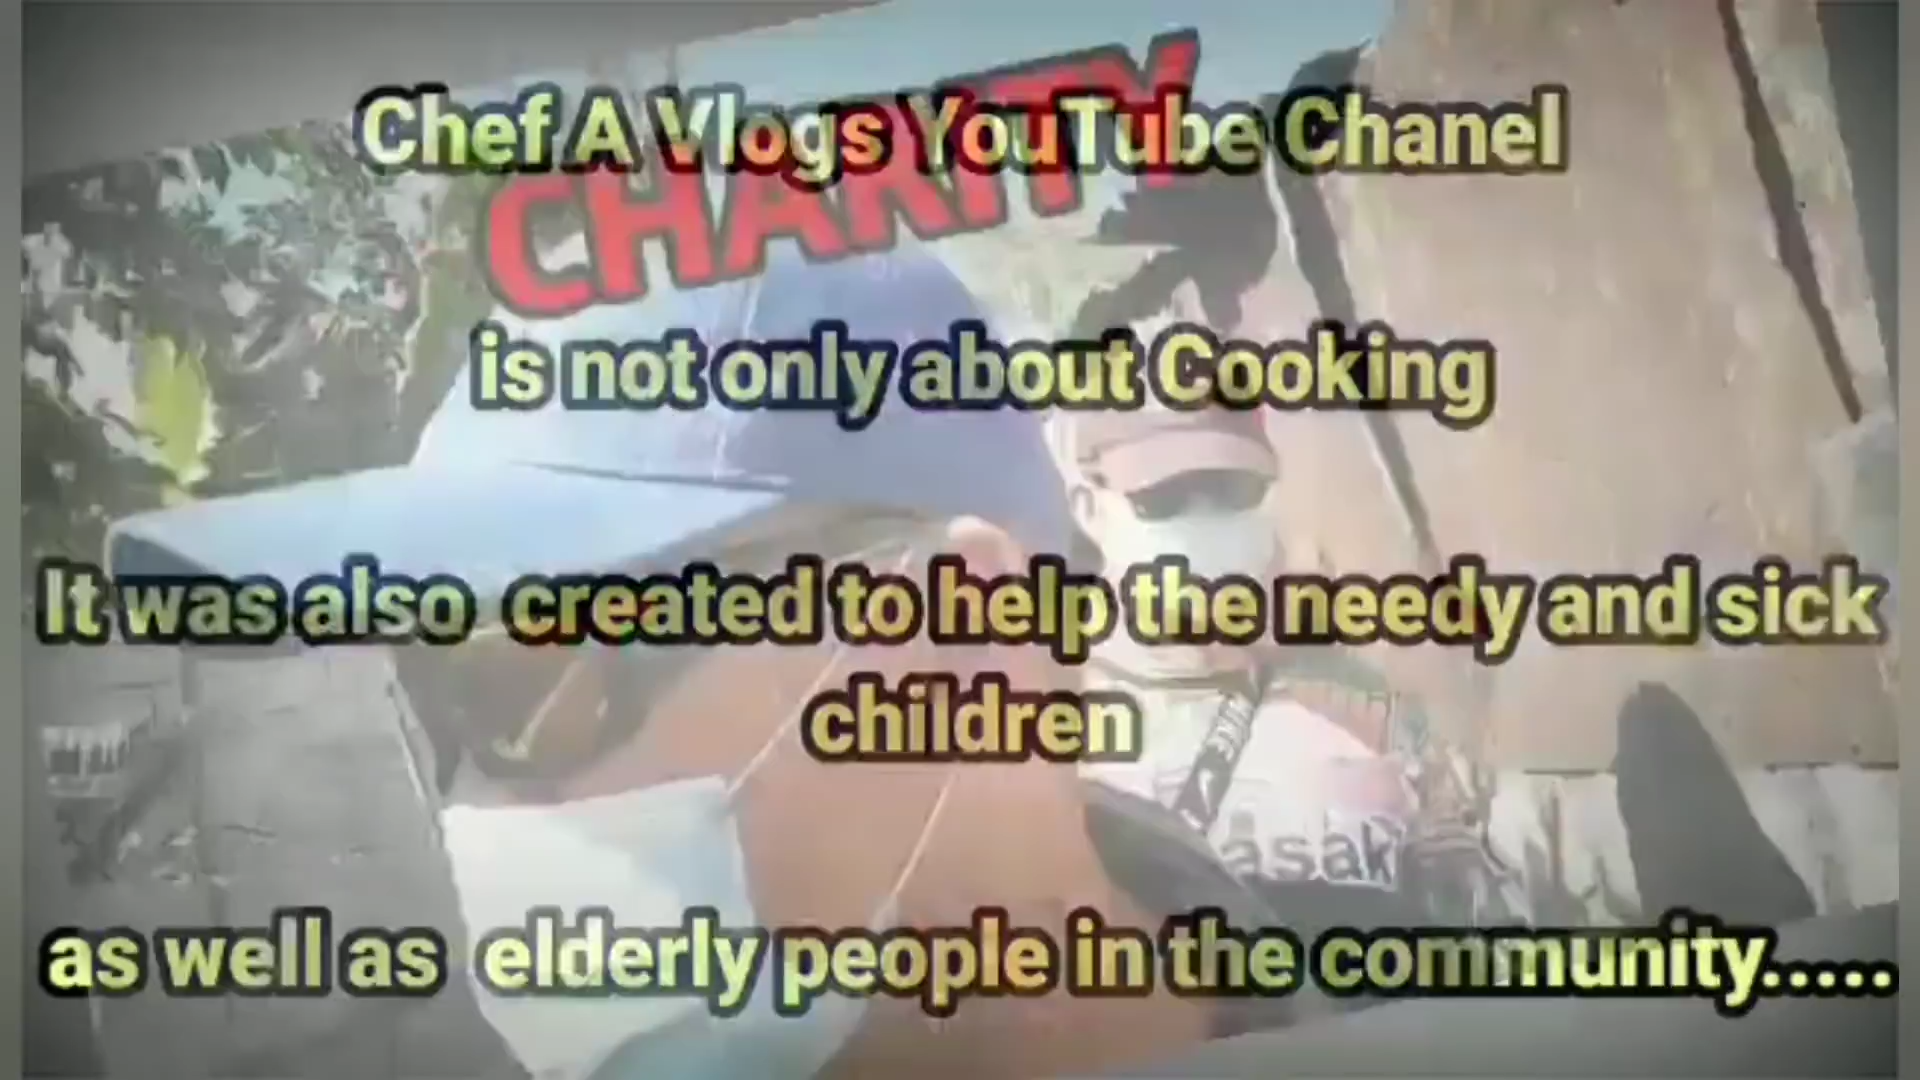 CHARITY
Chef A Vlogs YouTube Chanel
is not only about Cooking
It was also created to help the needy and sick
children
NIKE
asak
as well as elderly people in the community.....